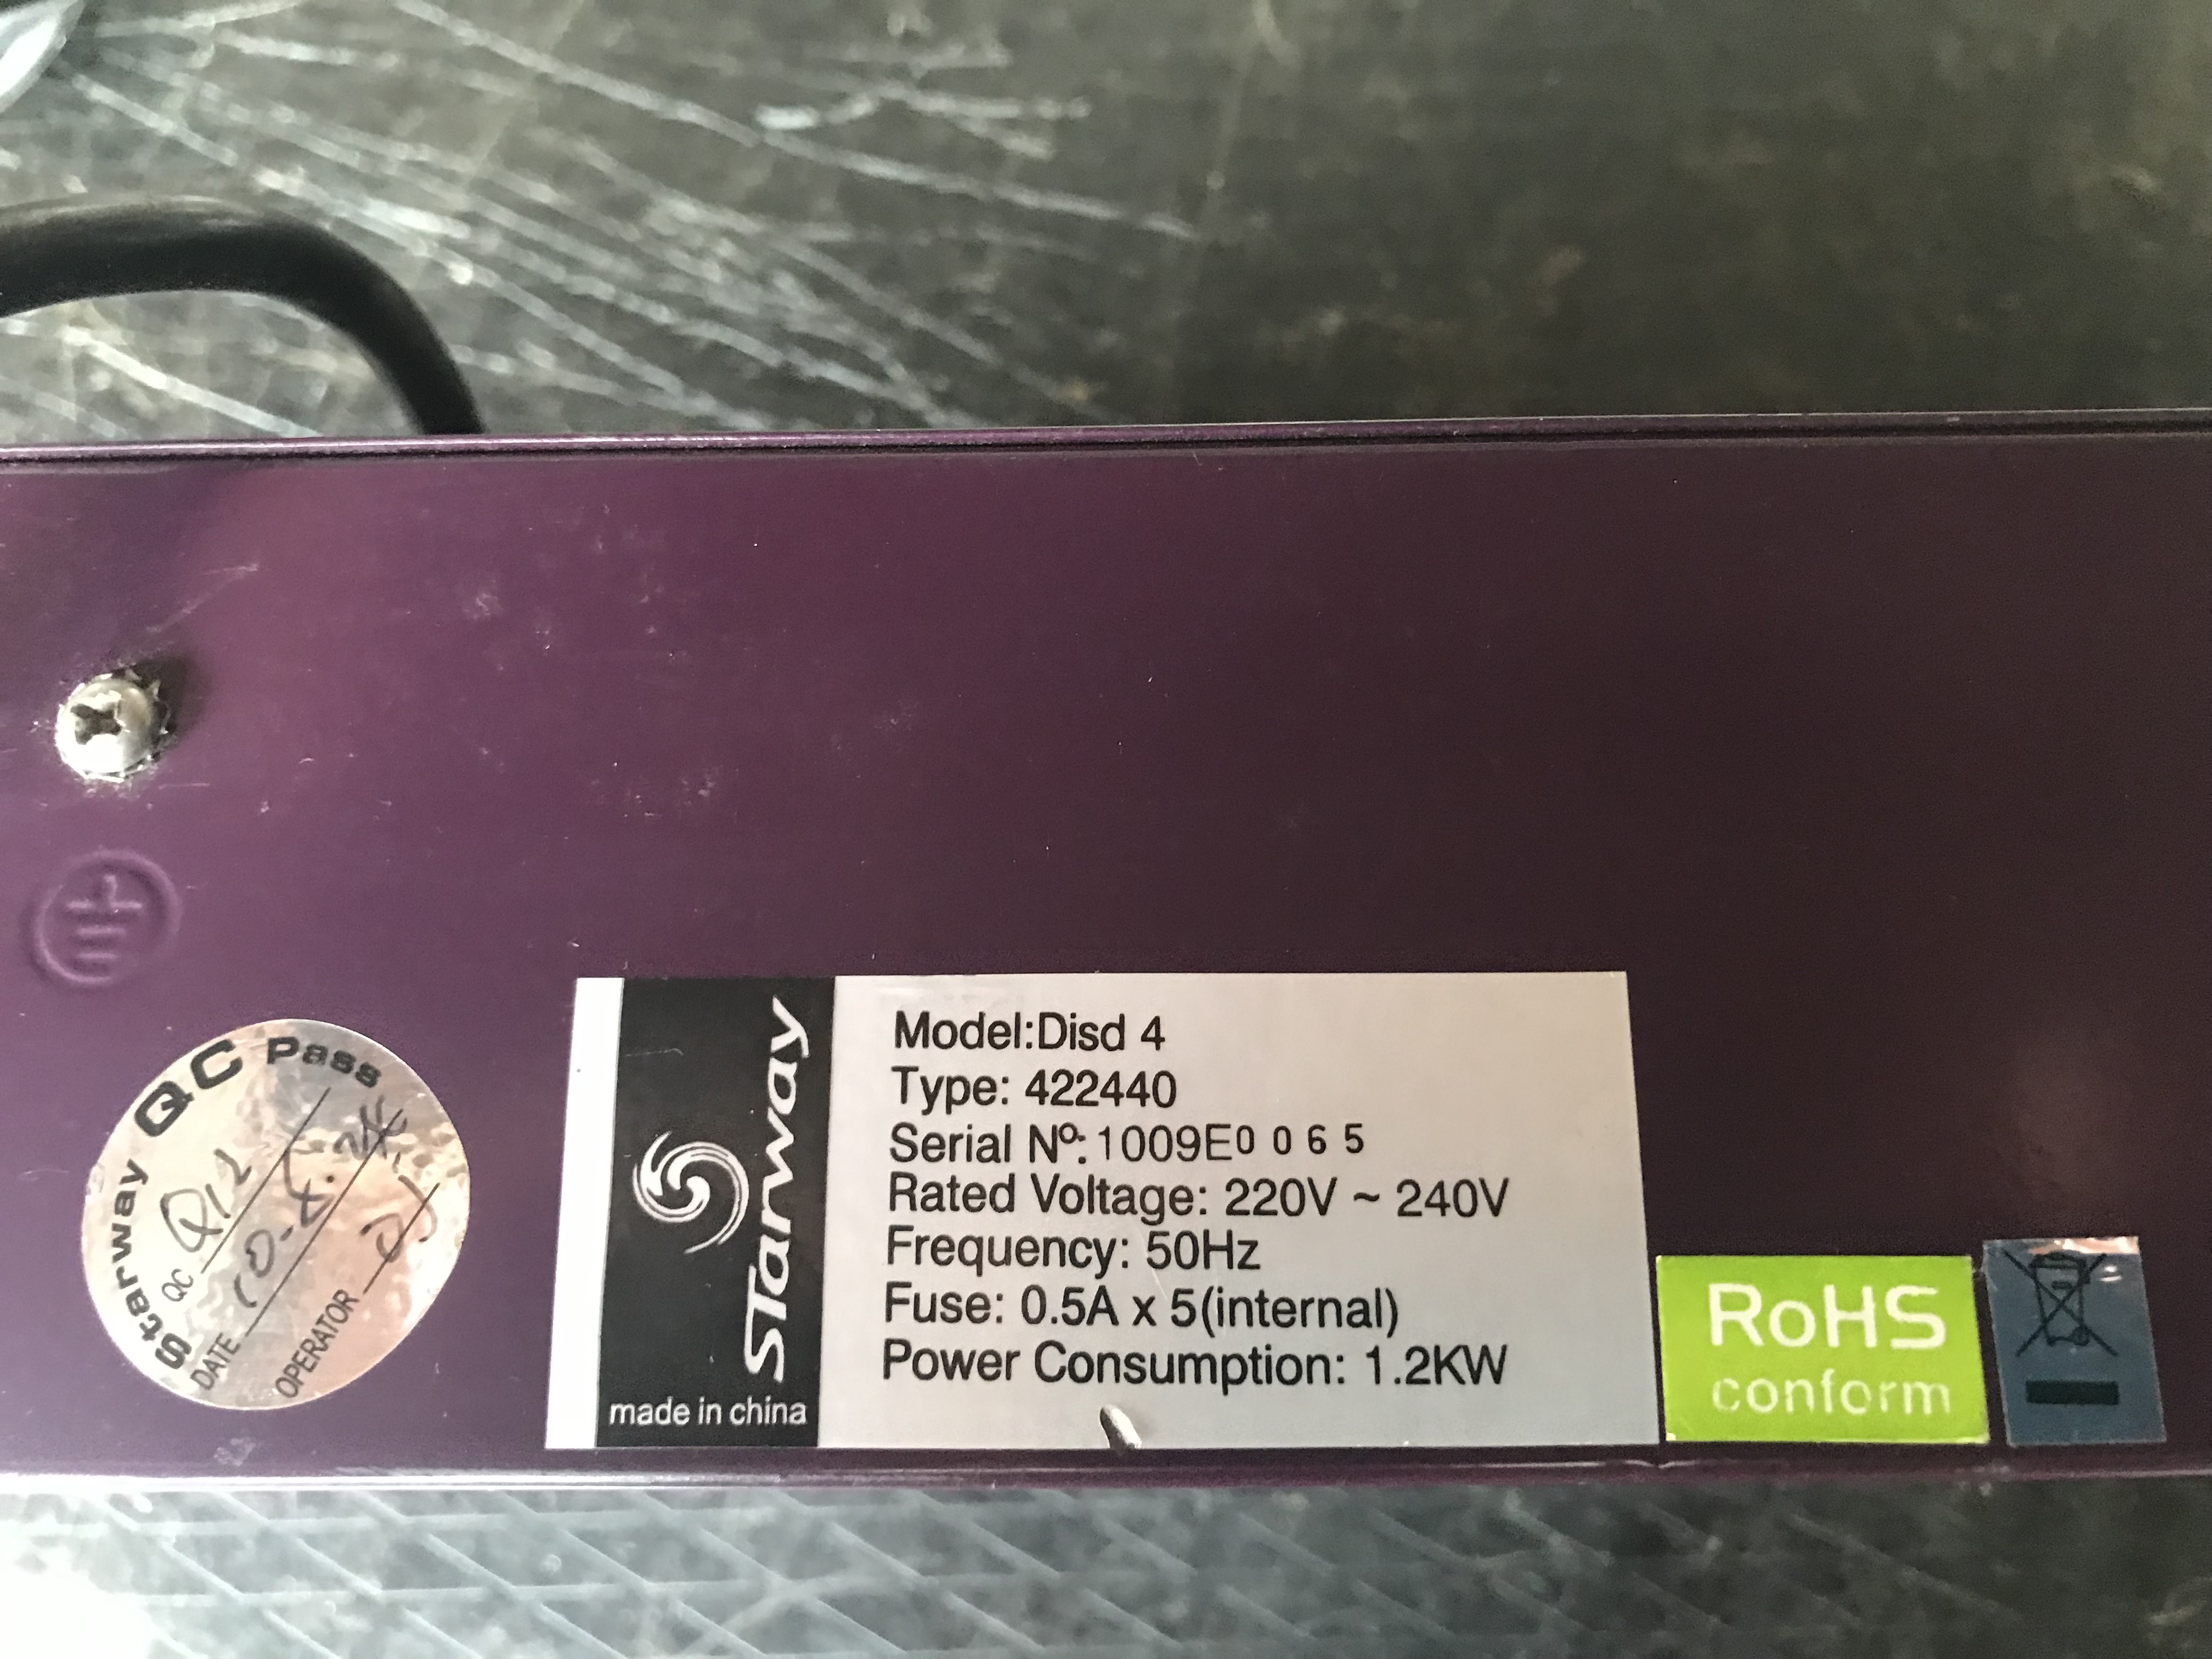 Starway QC Pass
QC Q12
DATE
OPERATOR
Starway
made in china
Model:Disd 4
Type: 422440
Serial Nº:1009E0 0 6 5
Rated Voltage: 220V ~ 240V
Frequency: 50Hz
Fuse: 0.5A x 5(internal)
Power Consumption: 1.2KW
RoHS
conform